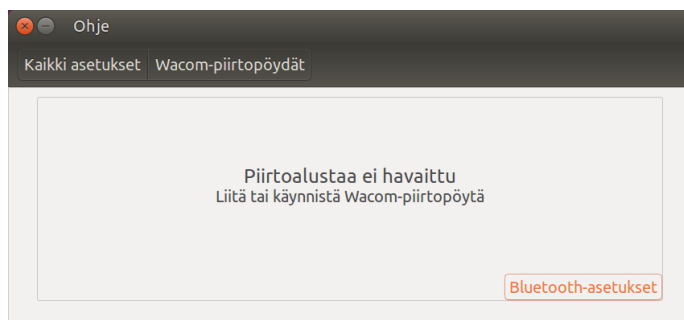 Ohje
Kaikki asetukset Wacom-piirtopöydät
Piirtoalustaa ei havaittu
Liitä tai käynnistä Wacom-piirtopöytä
Bluetooth-asetukset